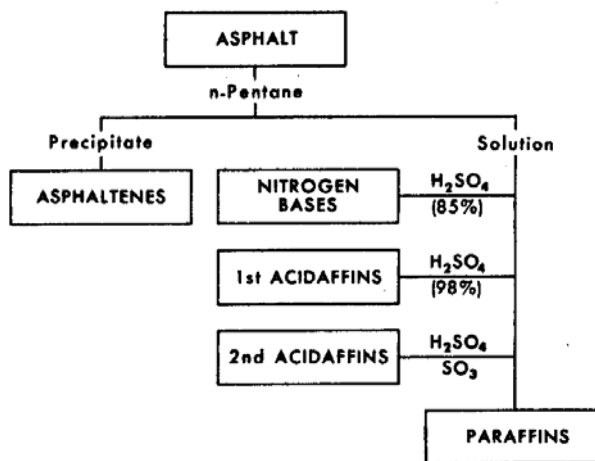 ASPHALT
n-Pentane
Precipitate
Solution
ASPHALTENES
NITROGEN
BASES
H₂SO₄
(85%)
1st ACIDAFFINS
H₂SO₄
(98%)
2nd ACIDAFFINS
H₂SO₄
SO₃
PARAFFINS